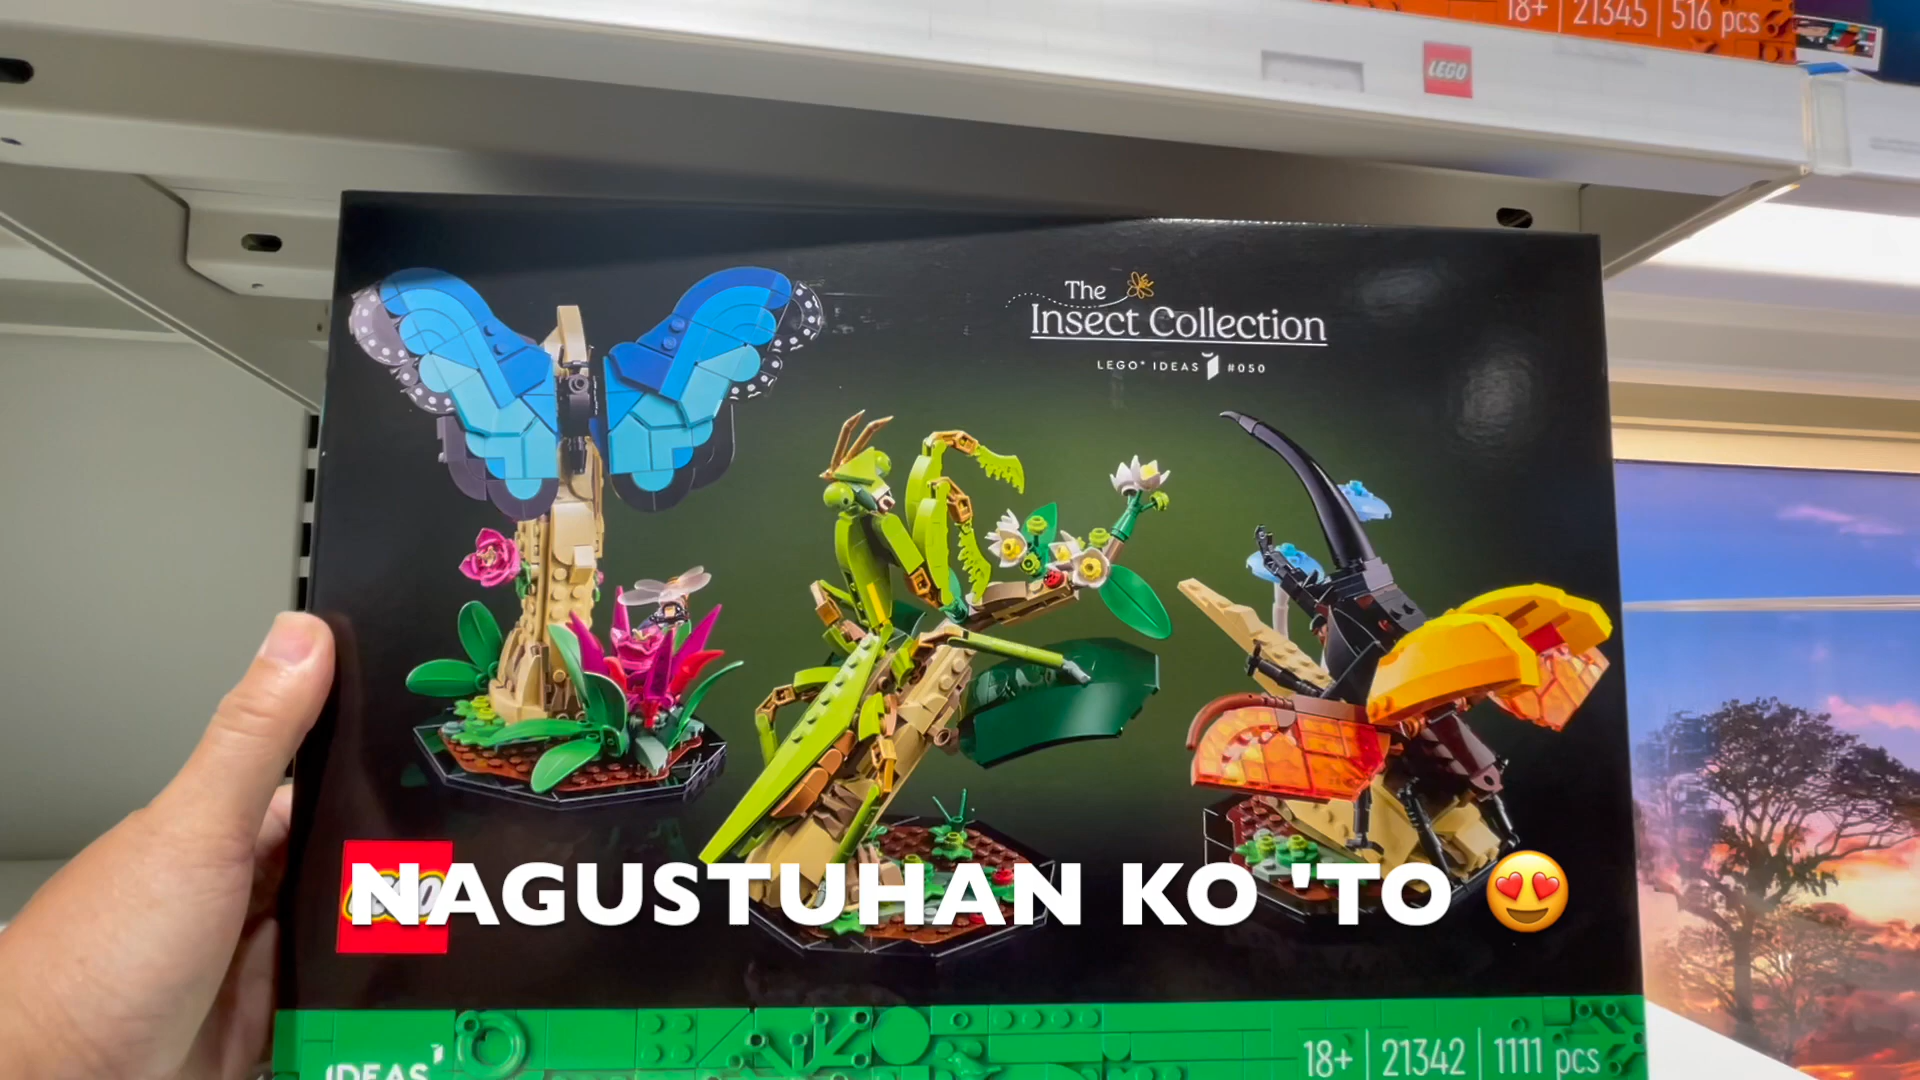 18+ 21345 516 pcs
LEGO
The
Insect Collection
LEGO® IDEAS #050
LEGO
NAGUSTUHAN KO 'TO 😍
IDEAS
18+ 21342 1111 pcs